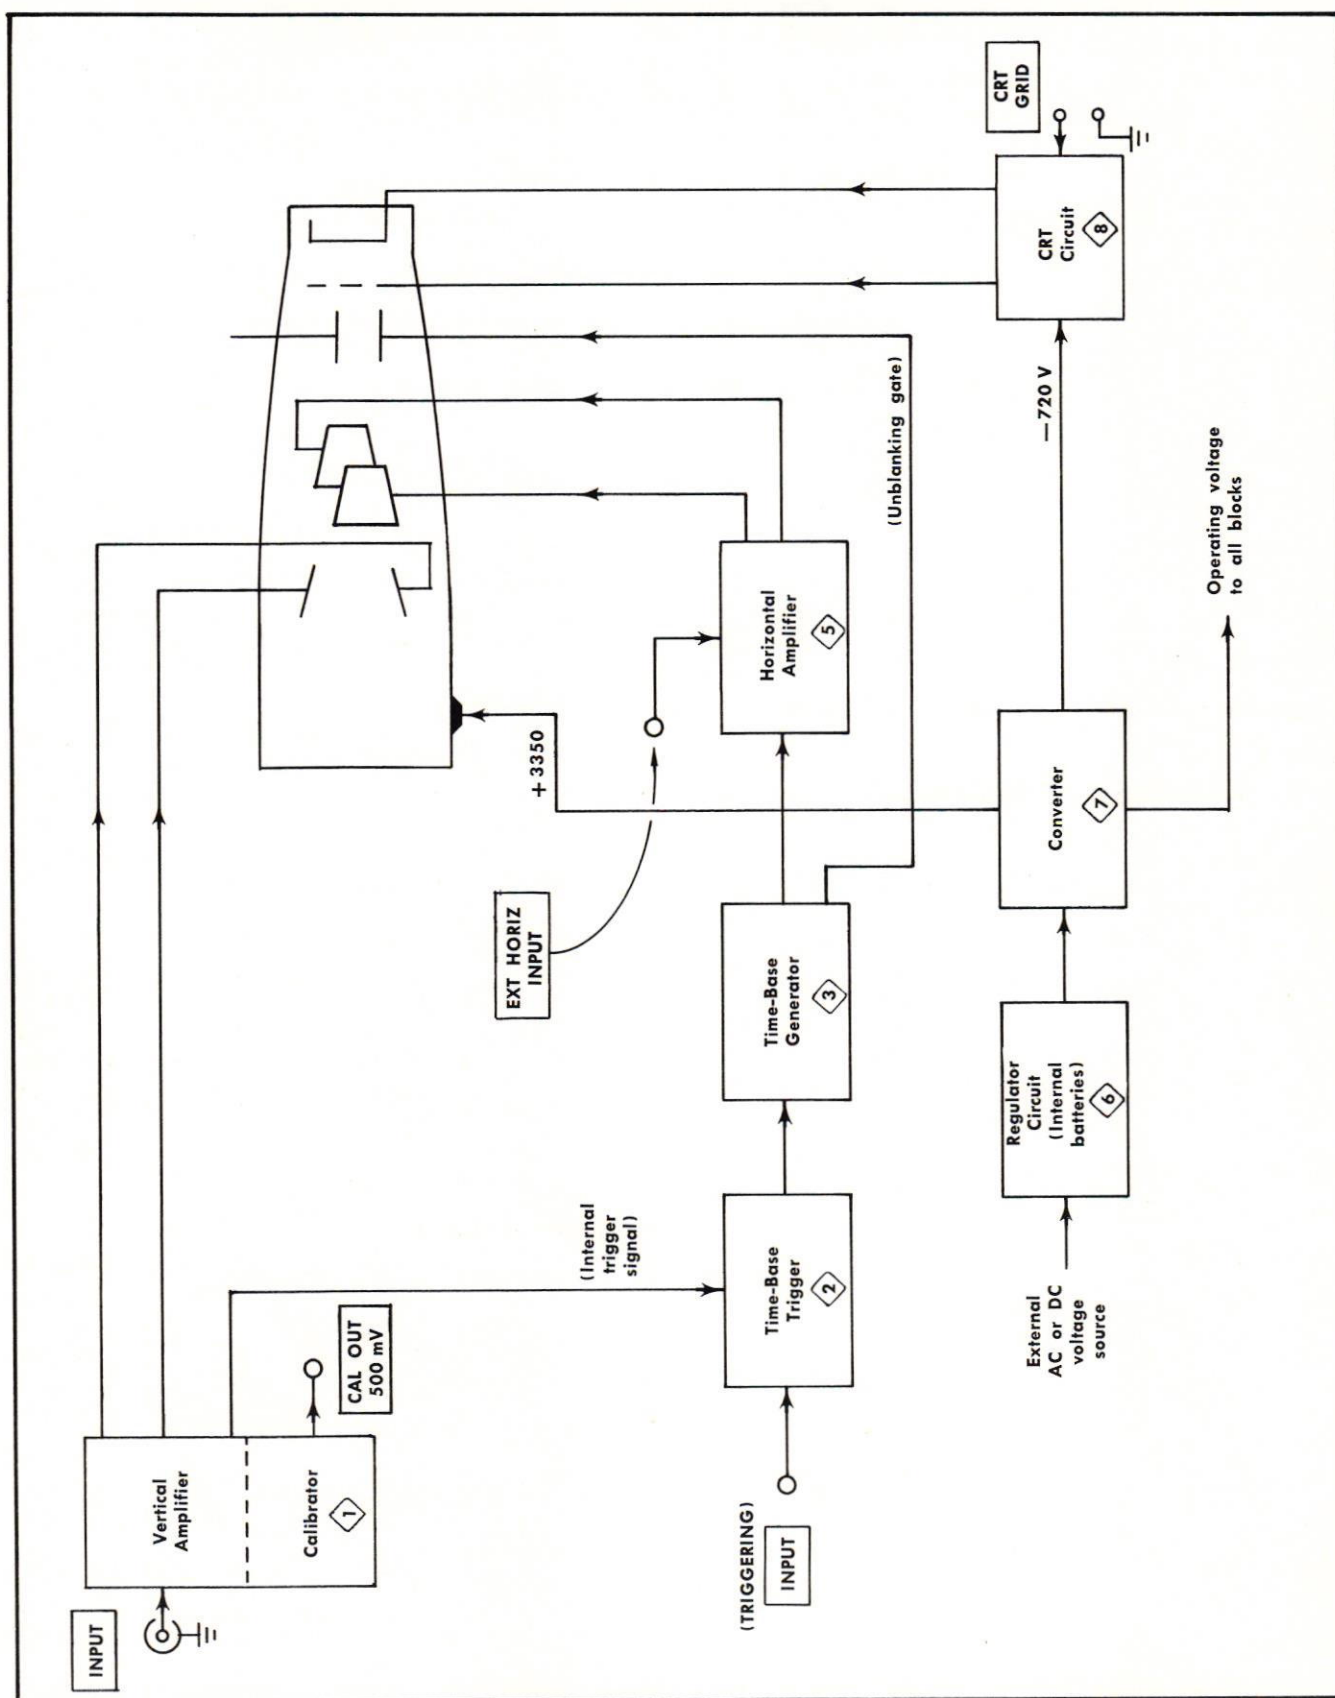 INPUT
Vertical
Amplifier
Calibrator
1
CAL OUT
500 mV
(Internal
trigger
signal)
(TRIGGERING)
INPUT
Time-Base
Trigger
2
Time-Base
Generator
3
EXT HORIZ
INPUT
+3350
Horizontal
Amplifier
5
(Unblanking gate)
External
AC or DC
voltage
source
Regulator
Circuit
(Internal
batteries)
6
Converter
7
Operating voltage
to all blocks
—720 V
CRT
Circuit
8
CRT
GRID